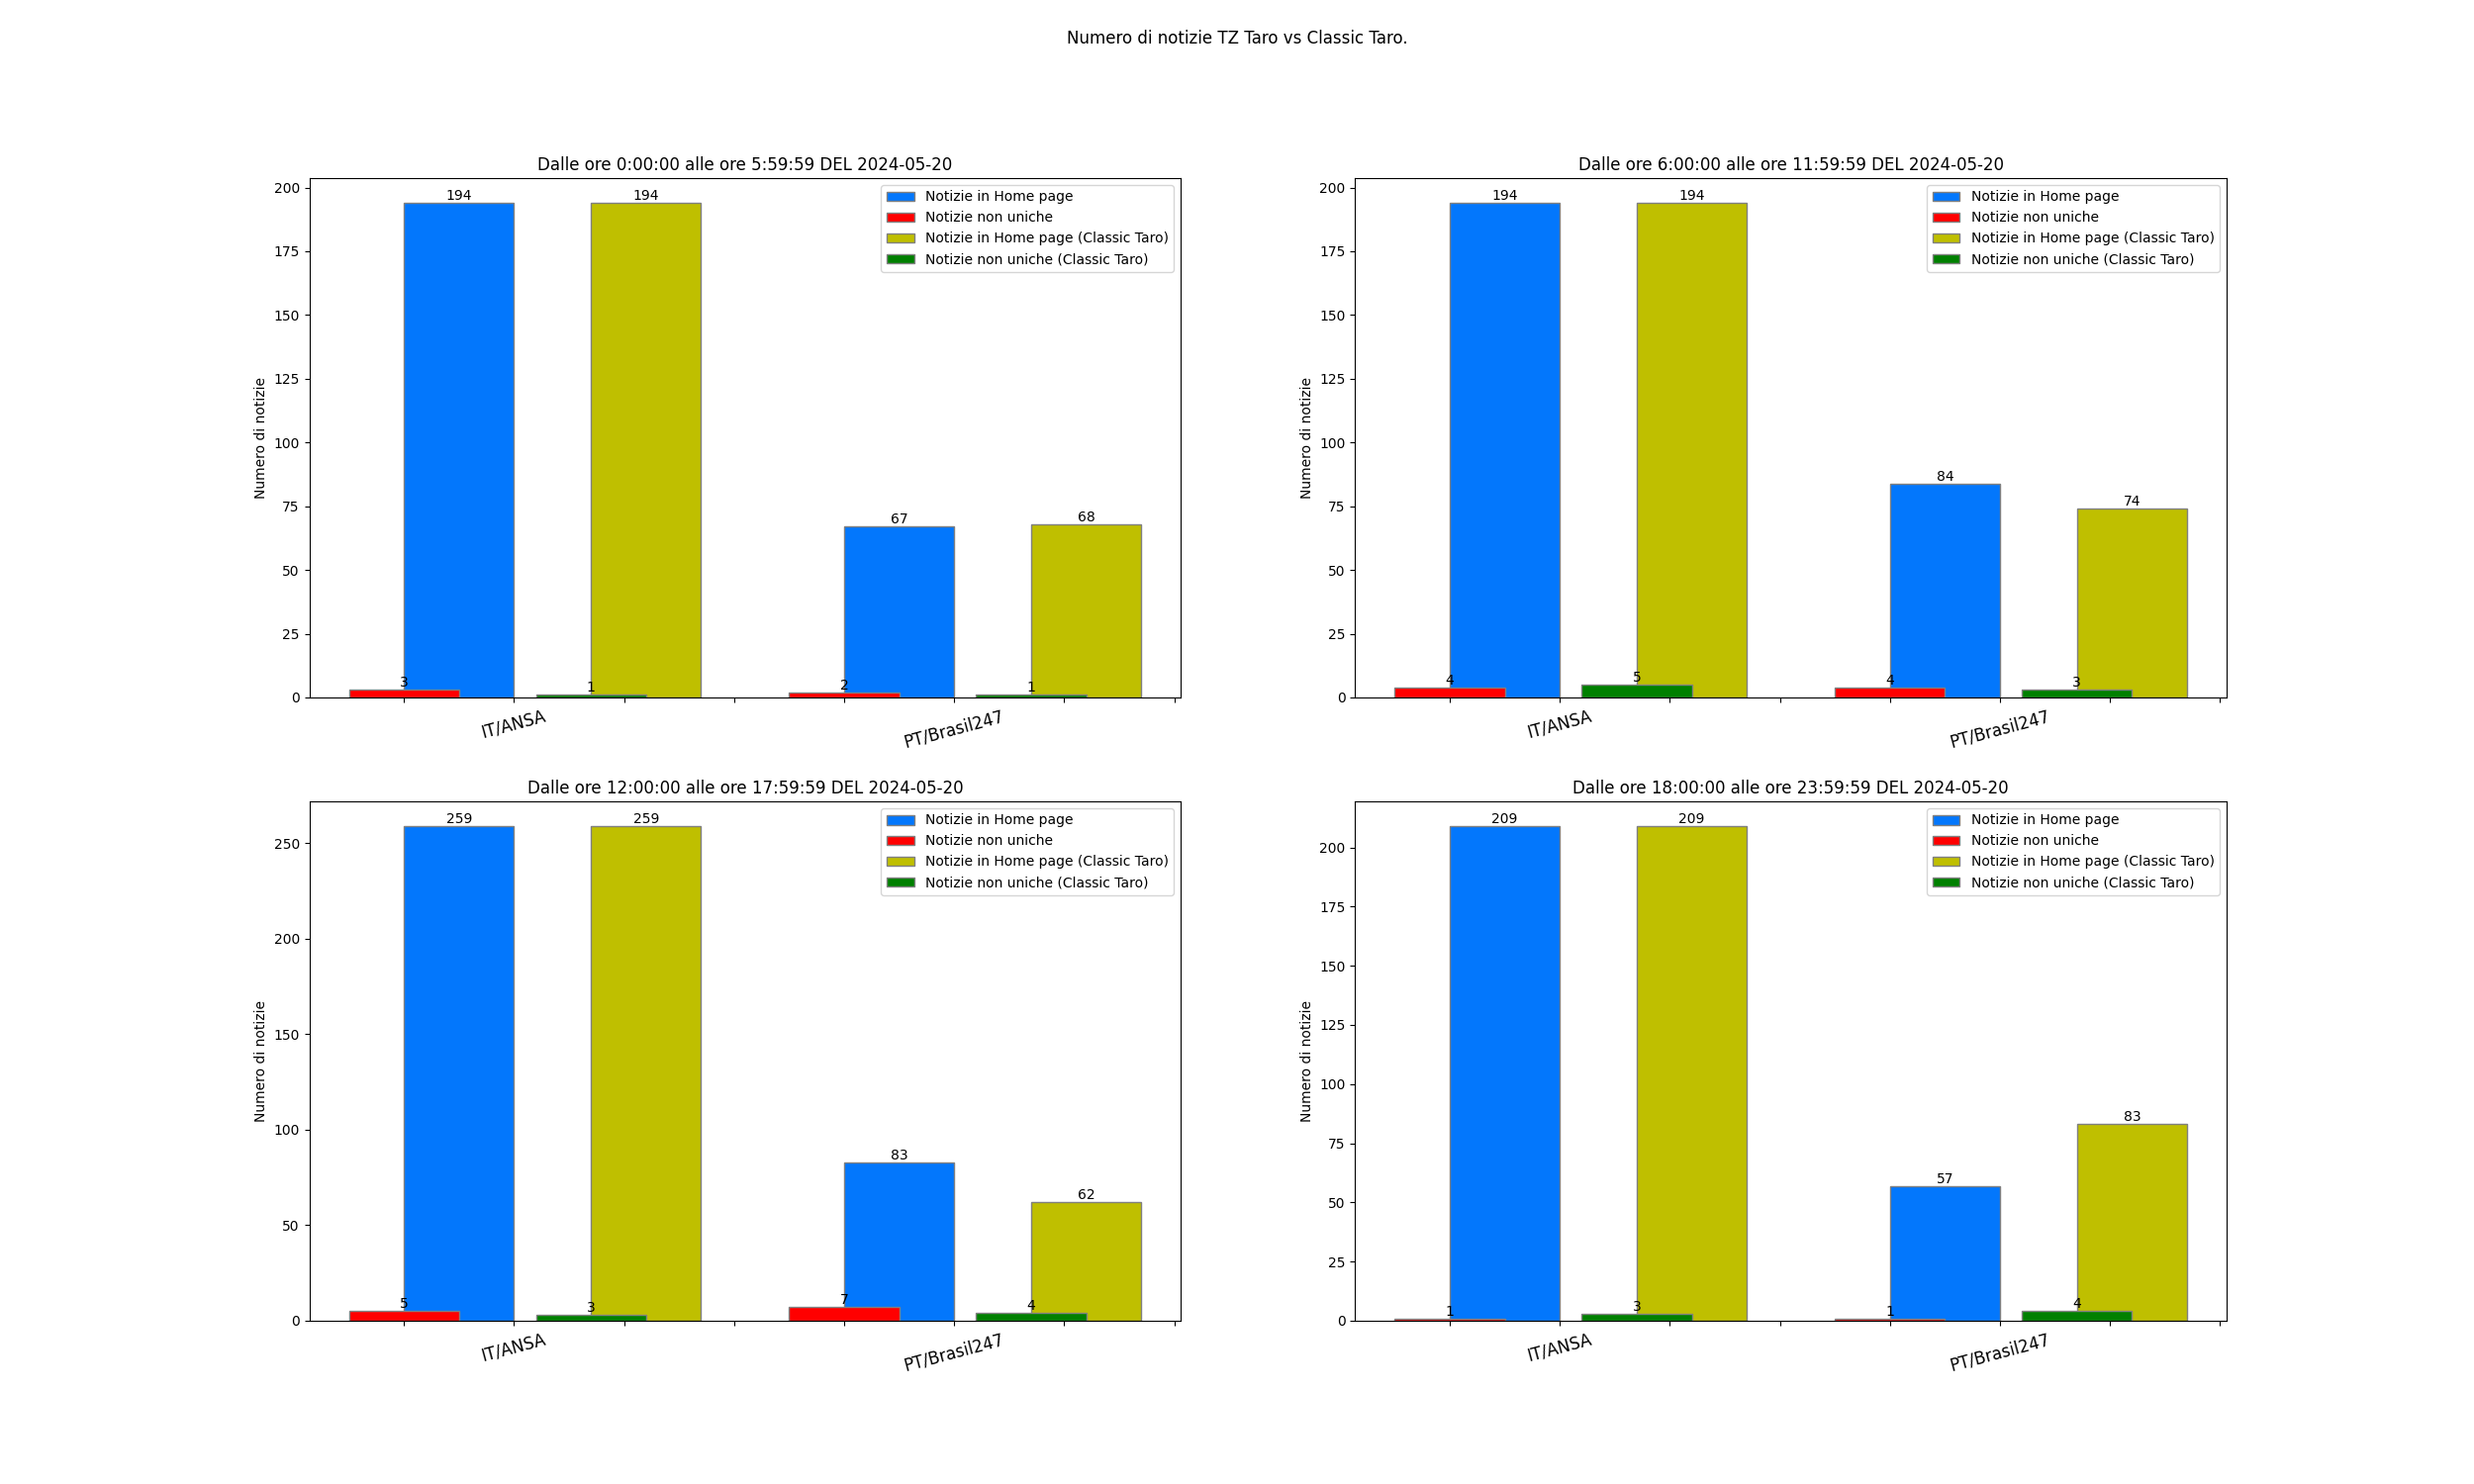 Numero di notizie TZ Taro vs Classic Taro.
Dalle ore 0:00:00 alle ore 5:59:59 DEL 2024-05-20
Numero di notizie
200
175
150
125
100
75
50
25
0
194
194
67
68
3
1
2
1
Notizie in Home page
Notizie non uniche
Notizie in Home page (Classic Taro)
Notizie non uniche (Classic Taro)
IT/ANSA
PT/Brasil247
Dalle ore 6:00:00 alle ore 11:59:59 DEL 2024-05-20
Numero di notizie
200
175
150
125
100
75
50
25
0
194
194
84
74
4
5
4
3
Notizie in Home page
Notizie non uniche
Notizie in Home page (Classic Taro)
Notizie non uniche (Classic Taro)
IT/ANSA
PT/Brasil247
Dalle ore 12:00:00 alle ore 17:59:59 DEL 2024-05-20
Numero di notizie
250
200
150
100
50
0
259
259
83
62
5
3
7
4
Notizie in Home page
Notizie non uniche
Notizie in Home page (Classic Taro)
Notizie non uniche (Classic Taro)
IT/ANSA
PT/Brasil247
Dalle ore 18:00:00 alle ore 23:59:59 DEL 2024-05-20
Numero di notizie
200
175
150
125
100
75
50
25
0
209
209
57
83
1
3
1
4
Notizie in Home page
Notizie non uniche
Notizie in Home page (Classic Taro)
Notizie non uniche (Classic Taro)
IT/ANSA
PT/Brasil247